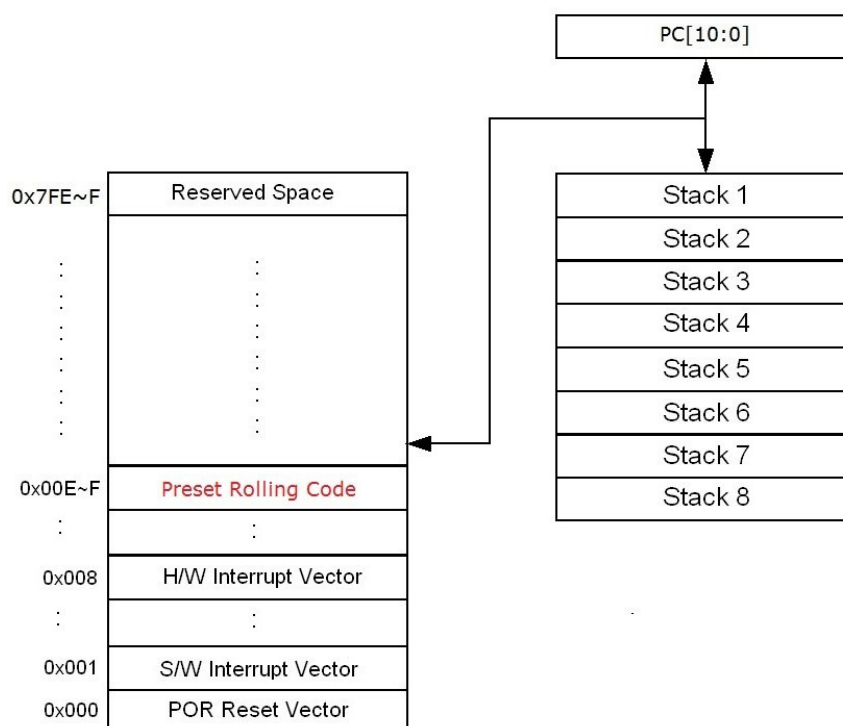 PC[10:0]
0x7FE~F Reserved Space
Stack 1
Stack 2
Stack 3
Stack 4
Stack 5
Stack 6
Stack 7
Stack 8
0x00E~F Preset Rolling Code
0x008 H/W Interrupt Vector
0x001 S/W Interrupt Vector
0x000 POR Reset Vector